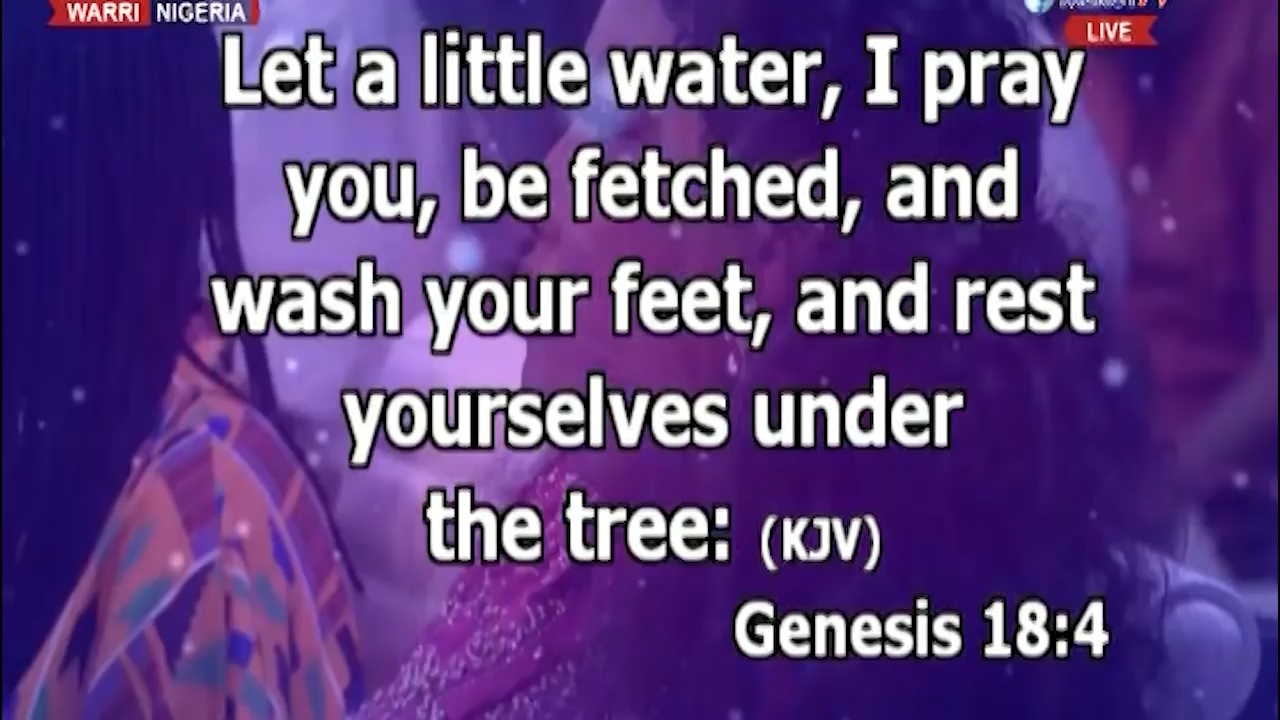 WARRI NIGERIA
LIVE
Let a little water, I pray
you, be fetched, and
wash your feet, and rest
yourselves under
the tree: (KJV)
Genesis 18:4